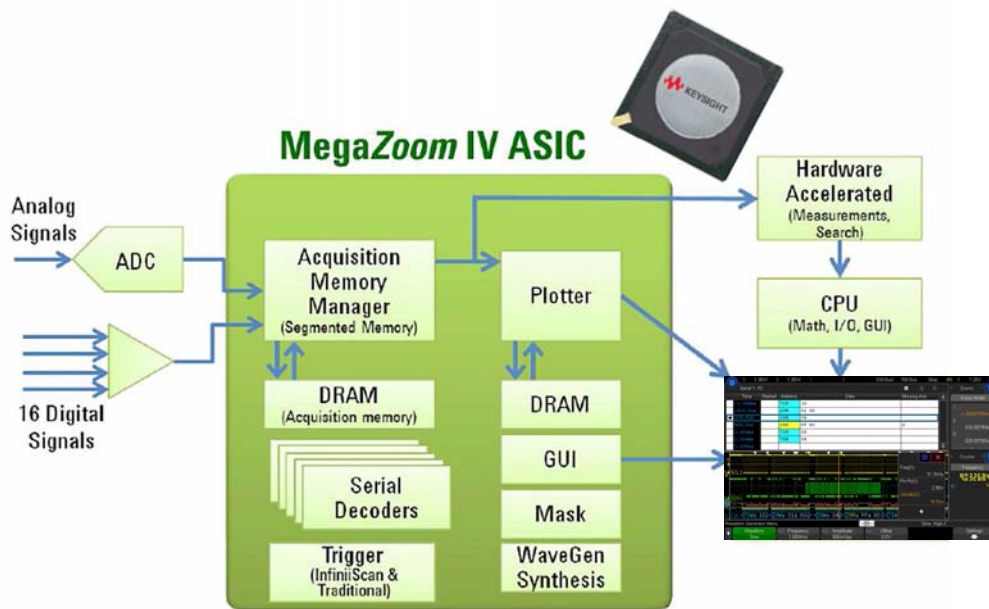 KEYSIGHT
MegaZoom IV ASIC
Analog
Signals
ADC
16 Digital
Signals
Acquisition
Memory
Manager
(Segmented Memory)
DRAM
(Acquisition memory)
Serial
Decoders
Trigger
(InfiniiScan &
Traditional)
Plotter
DRAM
GUI
Mask
WaveGen
Synthesis
Hardware
Accelerated
(Measurements,
Search)
CPU
(Math, I/O, GUI)